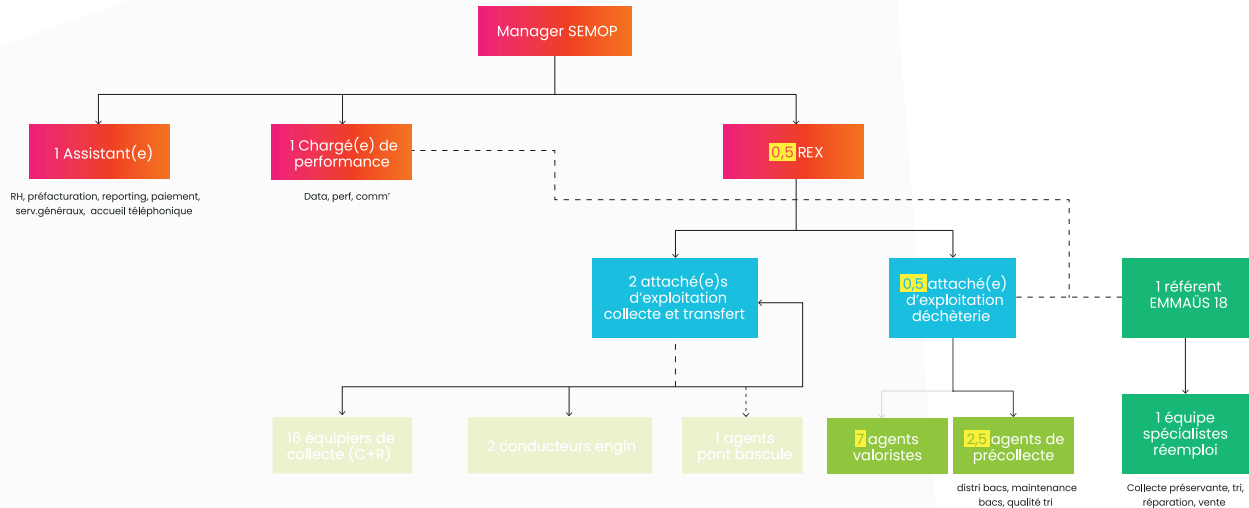 Manager SEMOP
1 Assistant(e)
RH, préfacturation, reporting, paiement,
serv.généraux, accueil téléphonique
1 Chargé(e) de
performance
Data, perf, comm'
0,5 REX
2 attaché(e)s
d'exploitation
collecte et transfert
0,5 attaché(e)
d'exploitation
déchèterie
1 référent
EMMAÜS 18
16 équipiers de
collecte (C+R)
2 conducteurs engin
1 agents
pont bascule
7 agents
valoristes
2,5 agents de
précollecte
distri bacs, maintenance
bacs, qualité tri
1 équipe
spécialistes
réemploi
Collecte préservante, tri,
réparation, vente